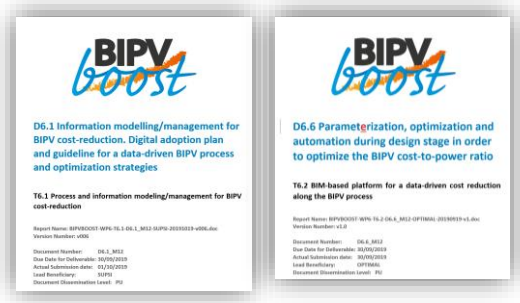 BIPV
boost
D6.1 Information modelling/management for
BIPV cost-reduction. Digital adoption plan
and guideline for a data-driven BIPV process
and optimization strategies
T6.1 Process and information modeling/management for BIPV
cost-reduction
Report Name: BIPVBOOST-WP6-T6.1-D6.1_M12-SUPSI-20191019-v006.doc
Version Number: v006
Document Number: D6.1_M12
Due Date for Deliverable: 30/09/2019
Actual Submission date: 01/10/2019
Lead Beneficiary: SUPSI
Document Dissemination Level: PU
BIPV
boost
D6.6 Parameterization, optimization and
automation during design stage in order
to optimize the BIPV cost-to-power ratio
T6.2 BIM-based platform for a data-driven cost reduction
along the BIPV process
Report Name: BIPVBOOST-WP6-T6.2-D6.6_M12-OPTIMAL-20190919-v1.doc
Version Number: v1.0
Document Number: D6.6_M12
Due Date for Deliverable: 30/09/2019
Actual Submission date: 30/09/2019
Lead Beneficiary: OPTIMAL
Document Dissemination Level: PU